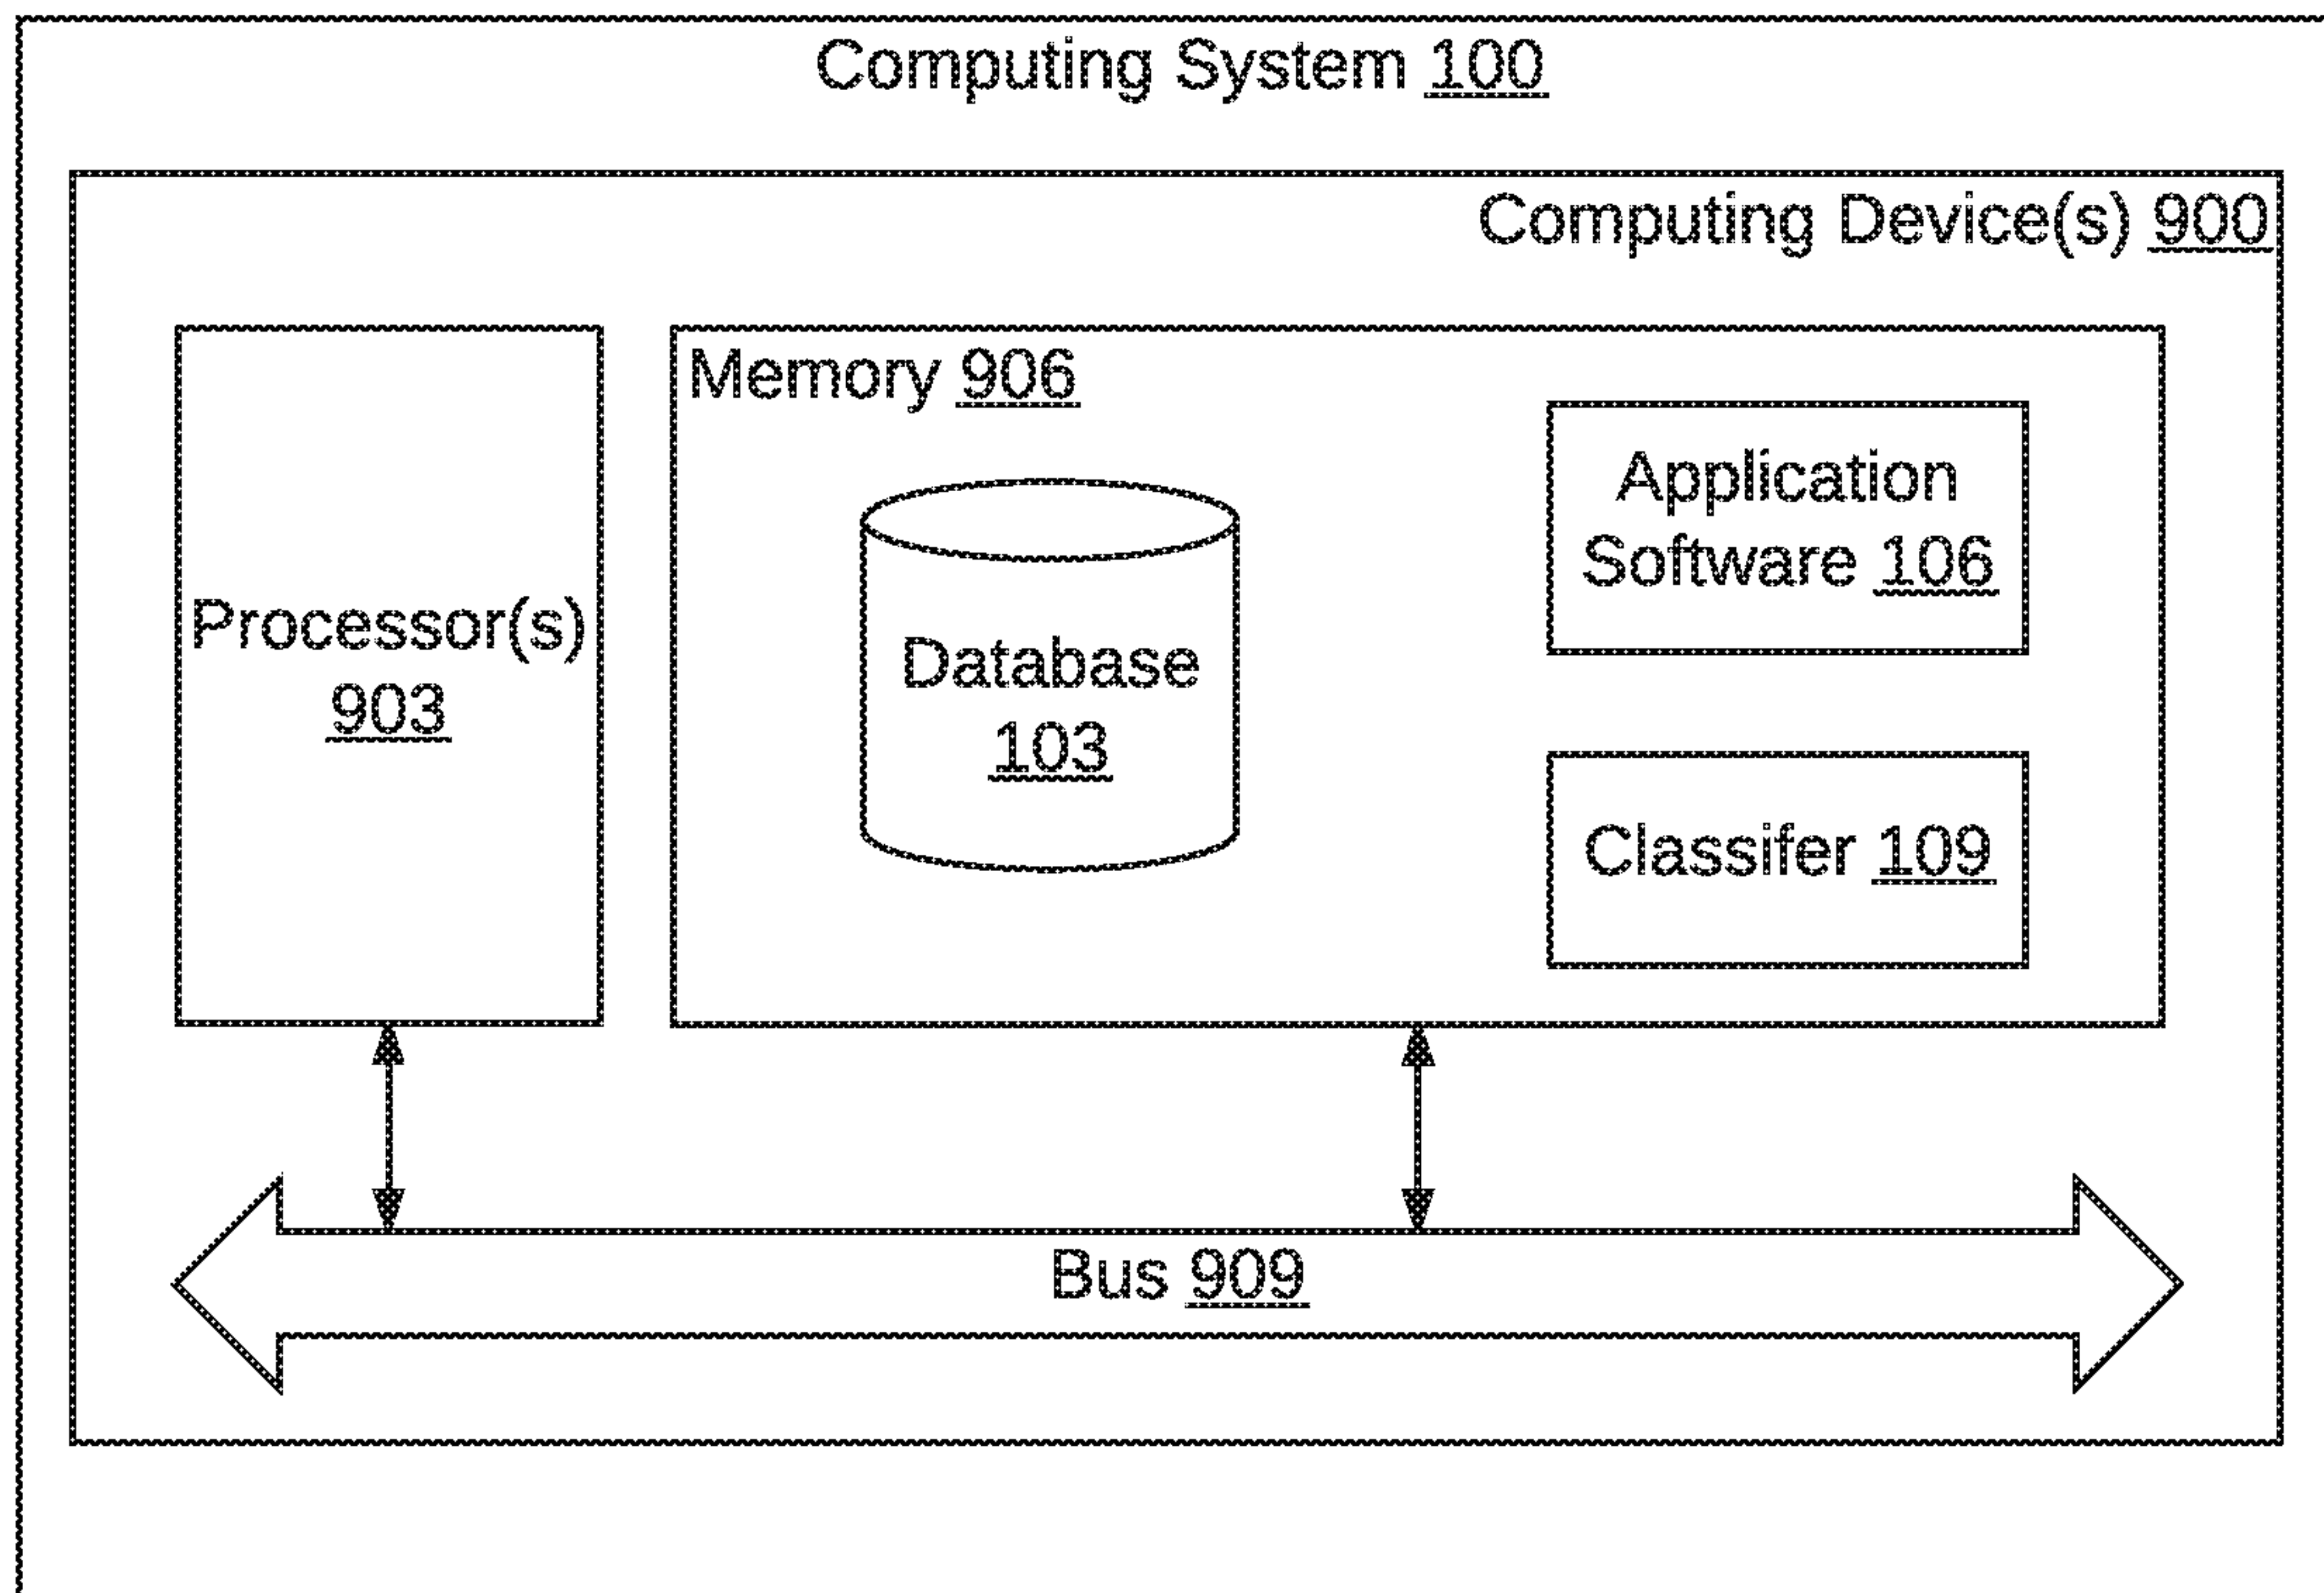 Computing System 100
Computing Device(s) 900
Memory 906
Application
Software 106
Processor(s)
903
Database
103
Classifer 109
Bus 909